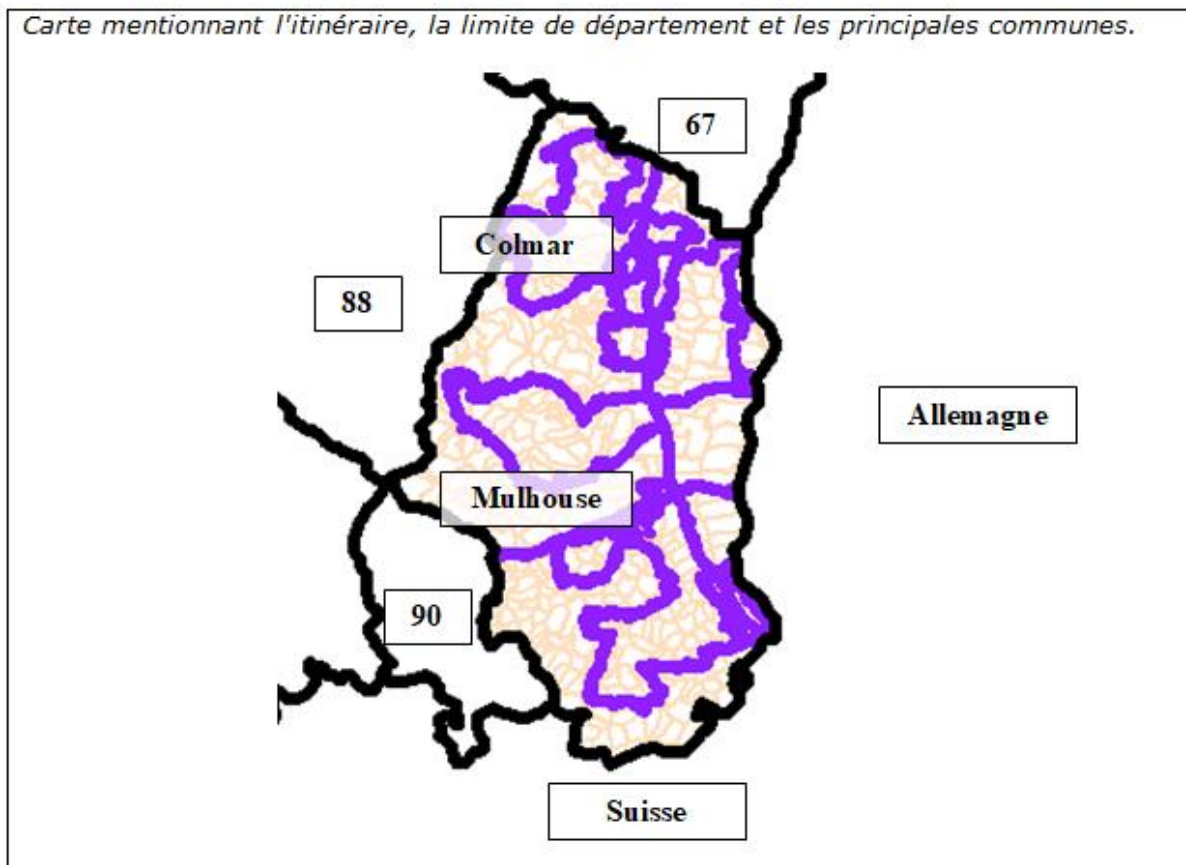 Carte mentionnant l'itinéraire, la limite de département et les principales communes.
67
Colmar
88
Allemagne
Mulhouse
90
Suisse